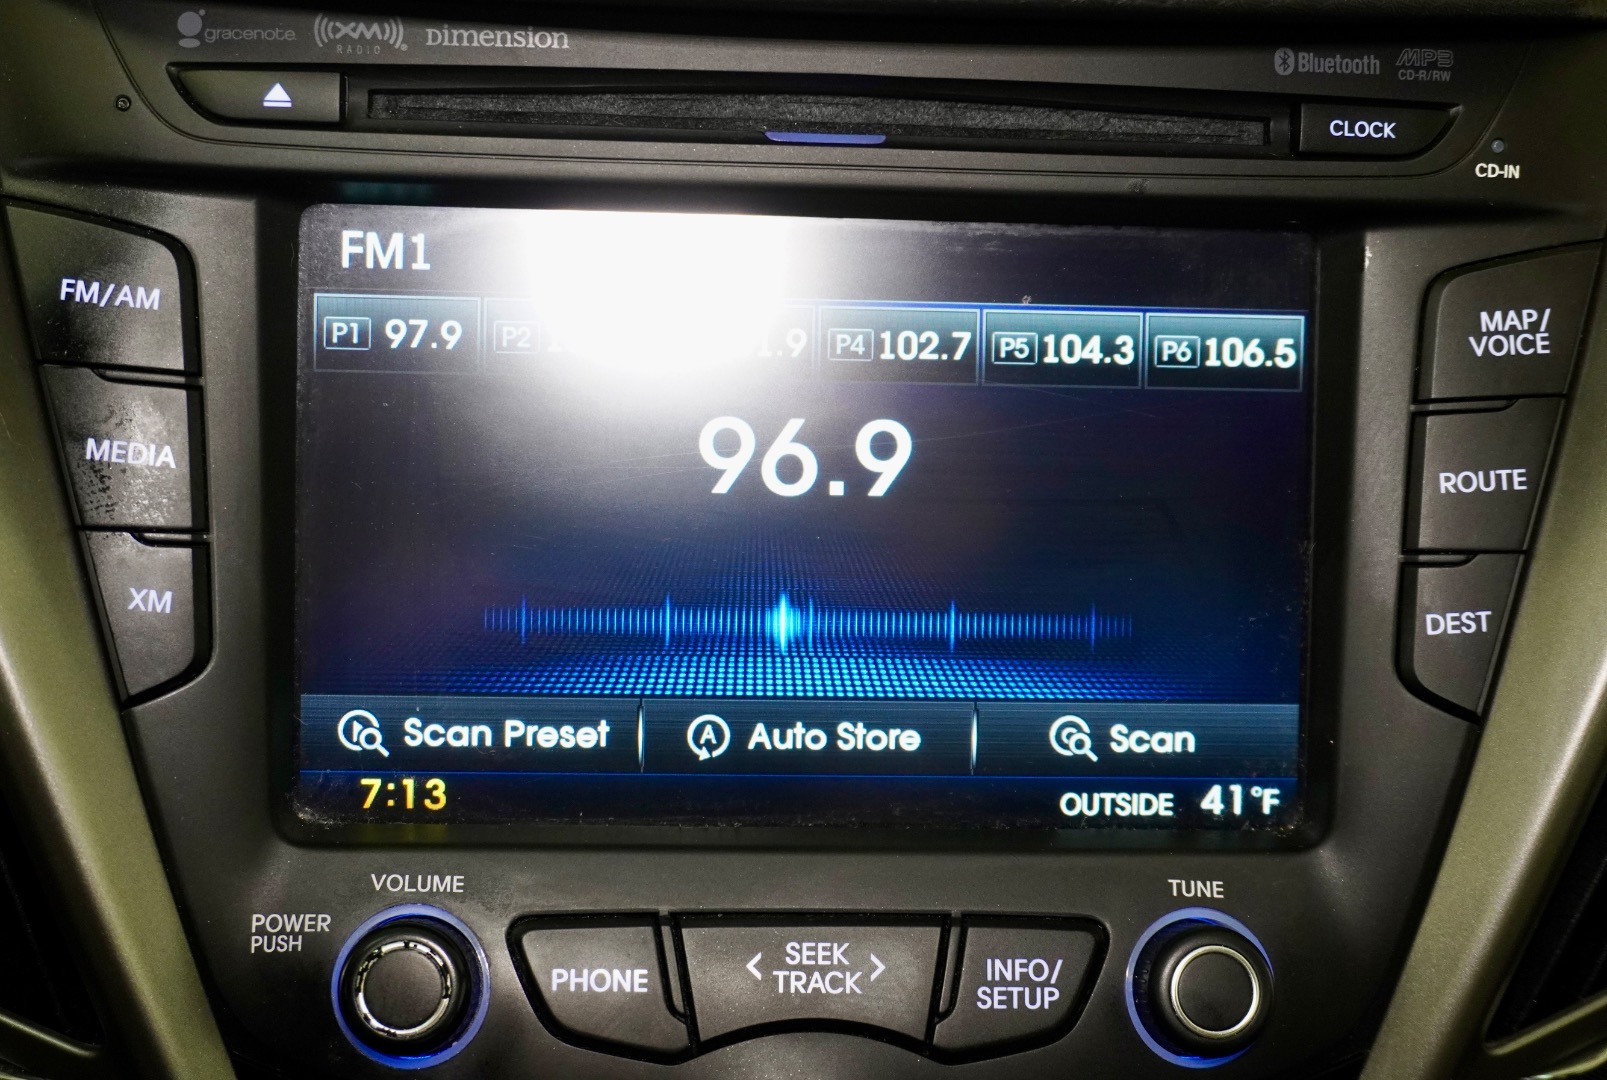 gracenote. ((XM)) RADIO Dimension
Bluetooth MP3
CD-R/RW
CLOCK
CD-IN
FM1
P1 97.9 P2 P4 102.7 P5 104.3 P6 106.5
96.9
Scan Preset Auto Store Scan
7:13 OUTSIDE 41°F
FM/AM
MEDIA
XM
MAP/
VOICE
ROUTE
DEST
VOLUME
POWER
PUSH
PHONE
SEEK
TRACK
INFO/
SETUP
TUNE